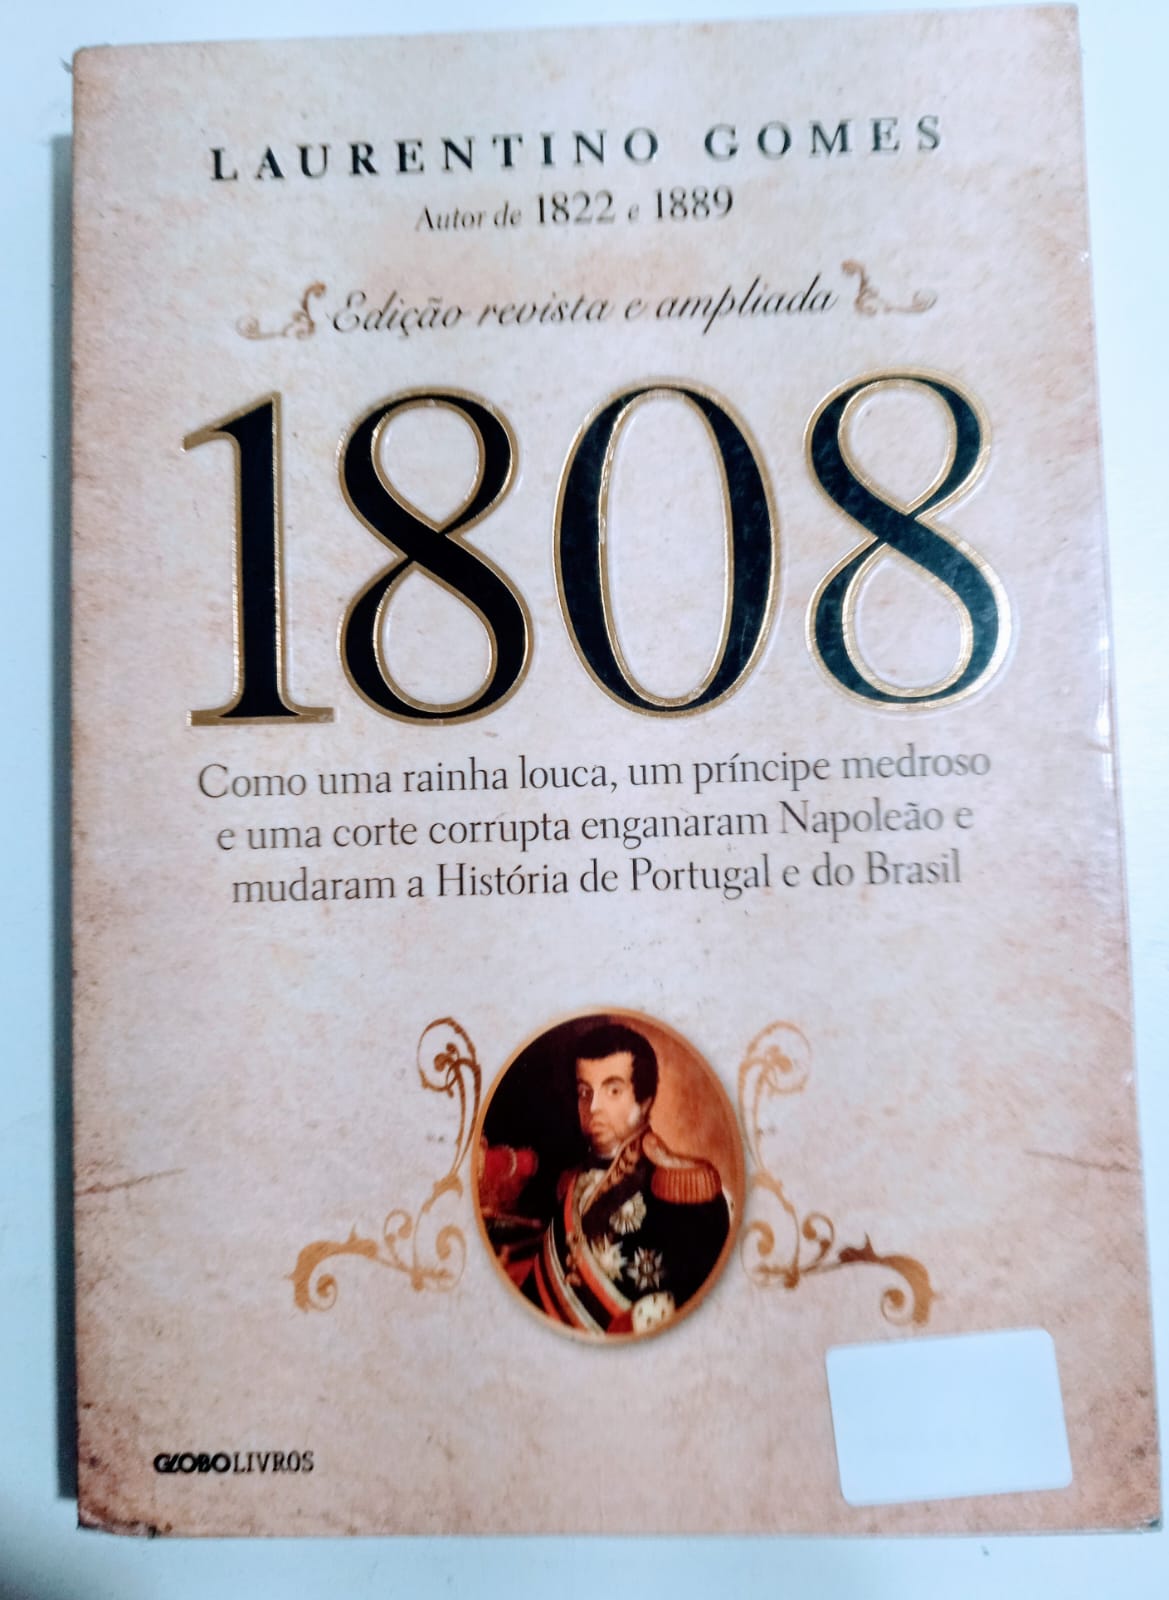 LAURENTINO GOMES
Autor de 1822 e 1889
Edição revista e ampliada
1808
Como uma rainha louca, um príncipe medroso
e uma corte corrupta enganaram Napoleão e
mudaram a História de Portugal e do Brasil
GLOBOLIVROS